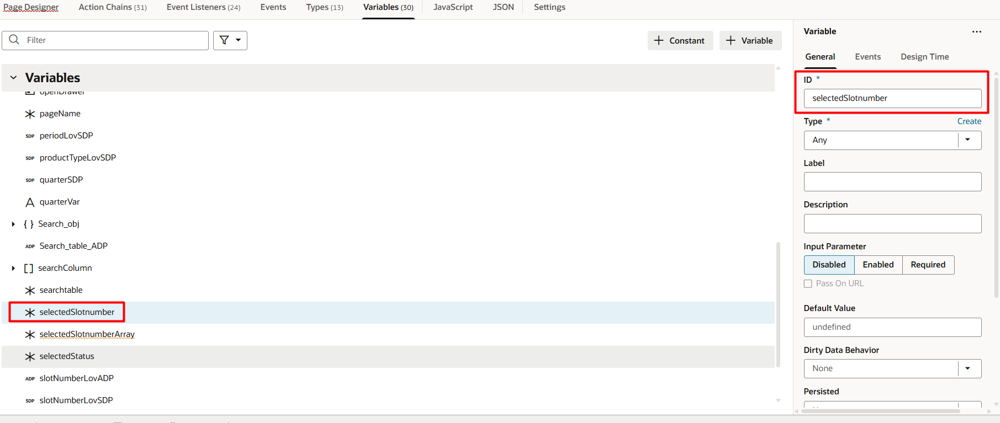 Page Designer Action Chains (31) Event Listeners (24) Events Types (13) Variables (30) JavaScript JSON Settings
Filter
Constant Variable
Variables
openDrawer
pageName
SDP periodLovSDP
SDP productTypeLovSDP
SDP quarterSDP
quarterVar
{ } Search_obj
ADP Search_table_ADP
[ ] searchColumn
searchtable
selectedSlotnumber
selectedSlotnumberArray
selectedStatus
ADP slotNumberLovADP
SDP slotNumberLovSDP
Variable
General Events Design Time
ID *
selectedSlotnumber
Type * Create
Any
Label
Description
Input Parameter
Disabled Enabled Required
Pass On URL
Default Value
undefined
Dirty Data Behavior
None
Persisted